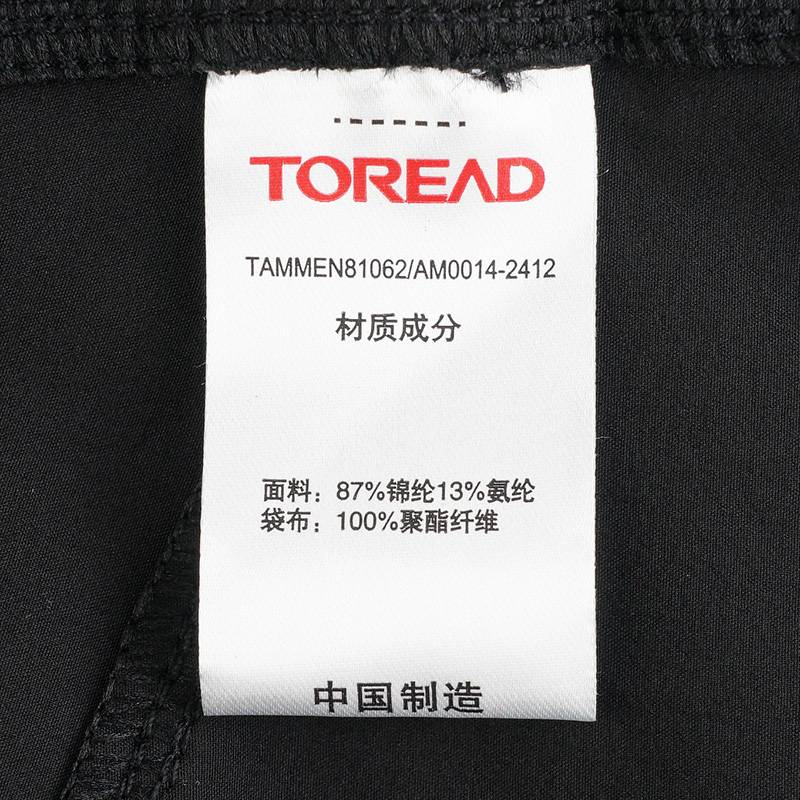 TOREAD
TAMMEN81062/AM0014-2412
材质成分
面料：87%锦纶13%氨纶
袋布：100%聚酯纤维
中国制造